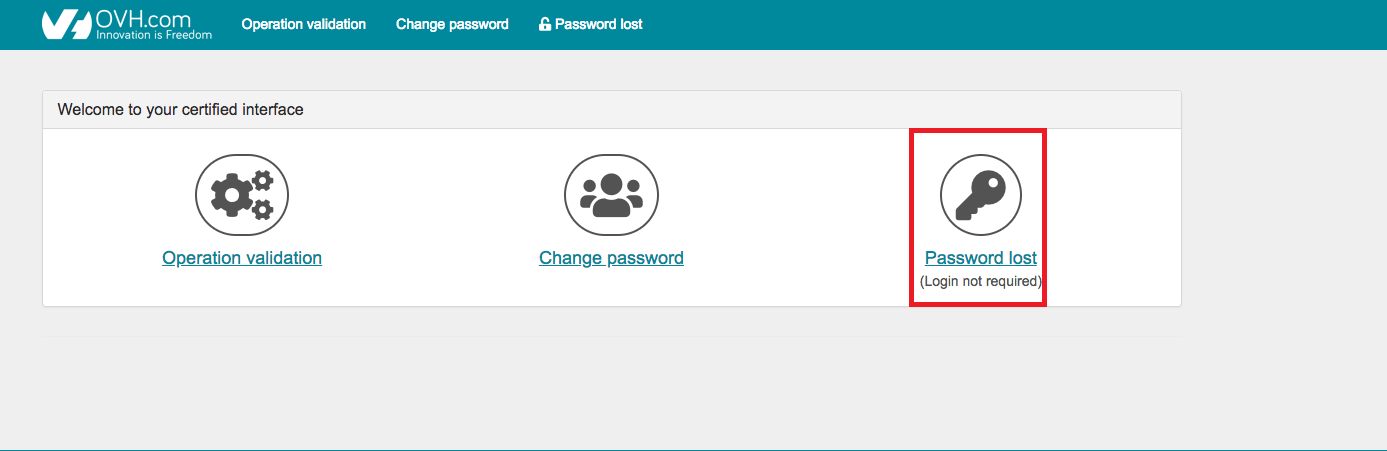 OVH.com
Innovation is Freedom
Operation validation Change password Password lost
Welcome to your certified interface
Operation validation Change password Password lost
(Login not required)